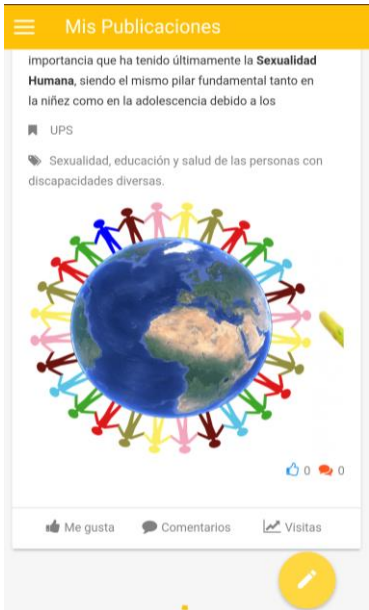 Mis Publicaciones
importancia que ha tenido últimamente la Sexualidad
Humana, siendo el mismo pilar fundamental tanto en
la niñez como en la adolescencia debido a los
UPS
Sexualidad, educación y salud de las personas con
discapacidades diversas.
0 0
Me gusta Comentarios Visitas